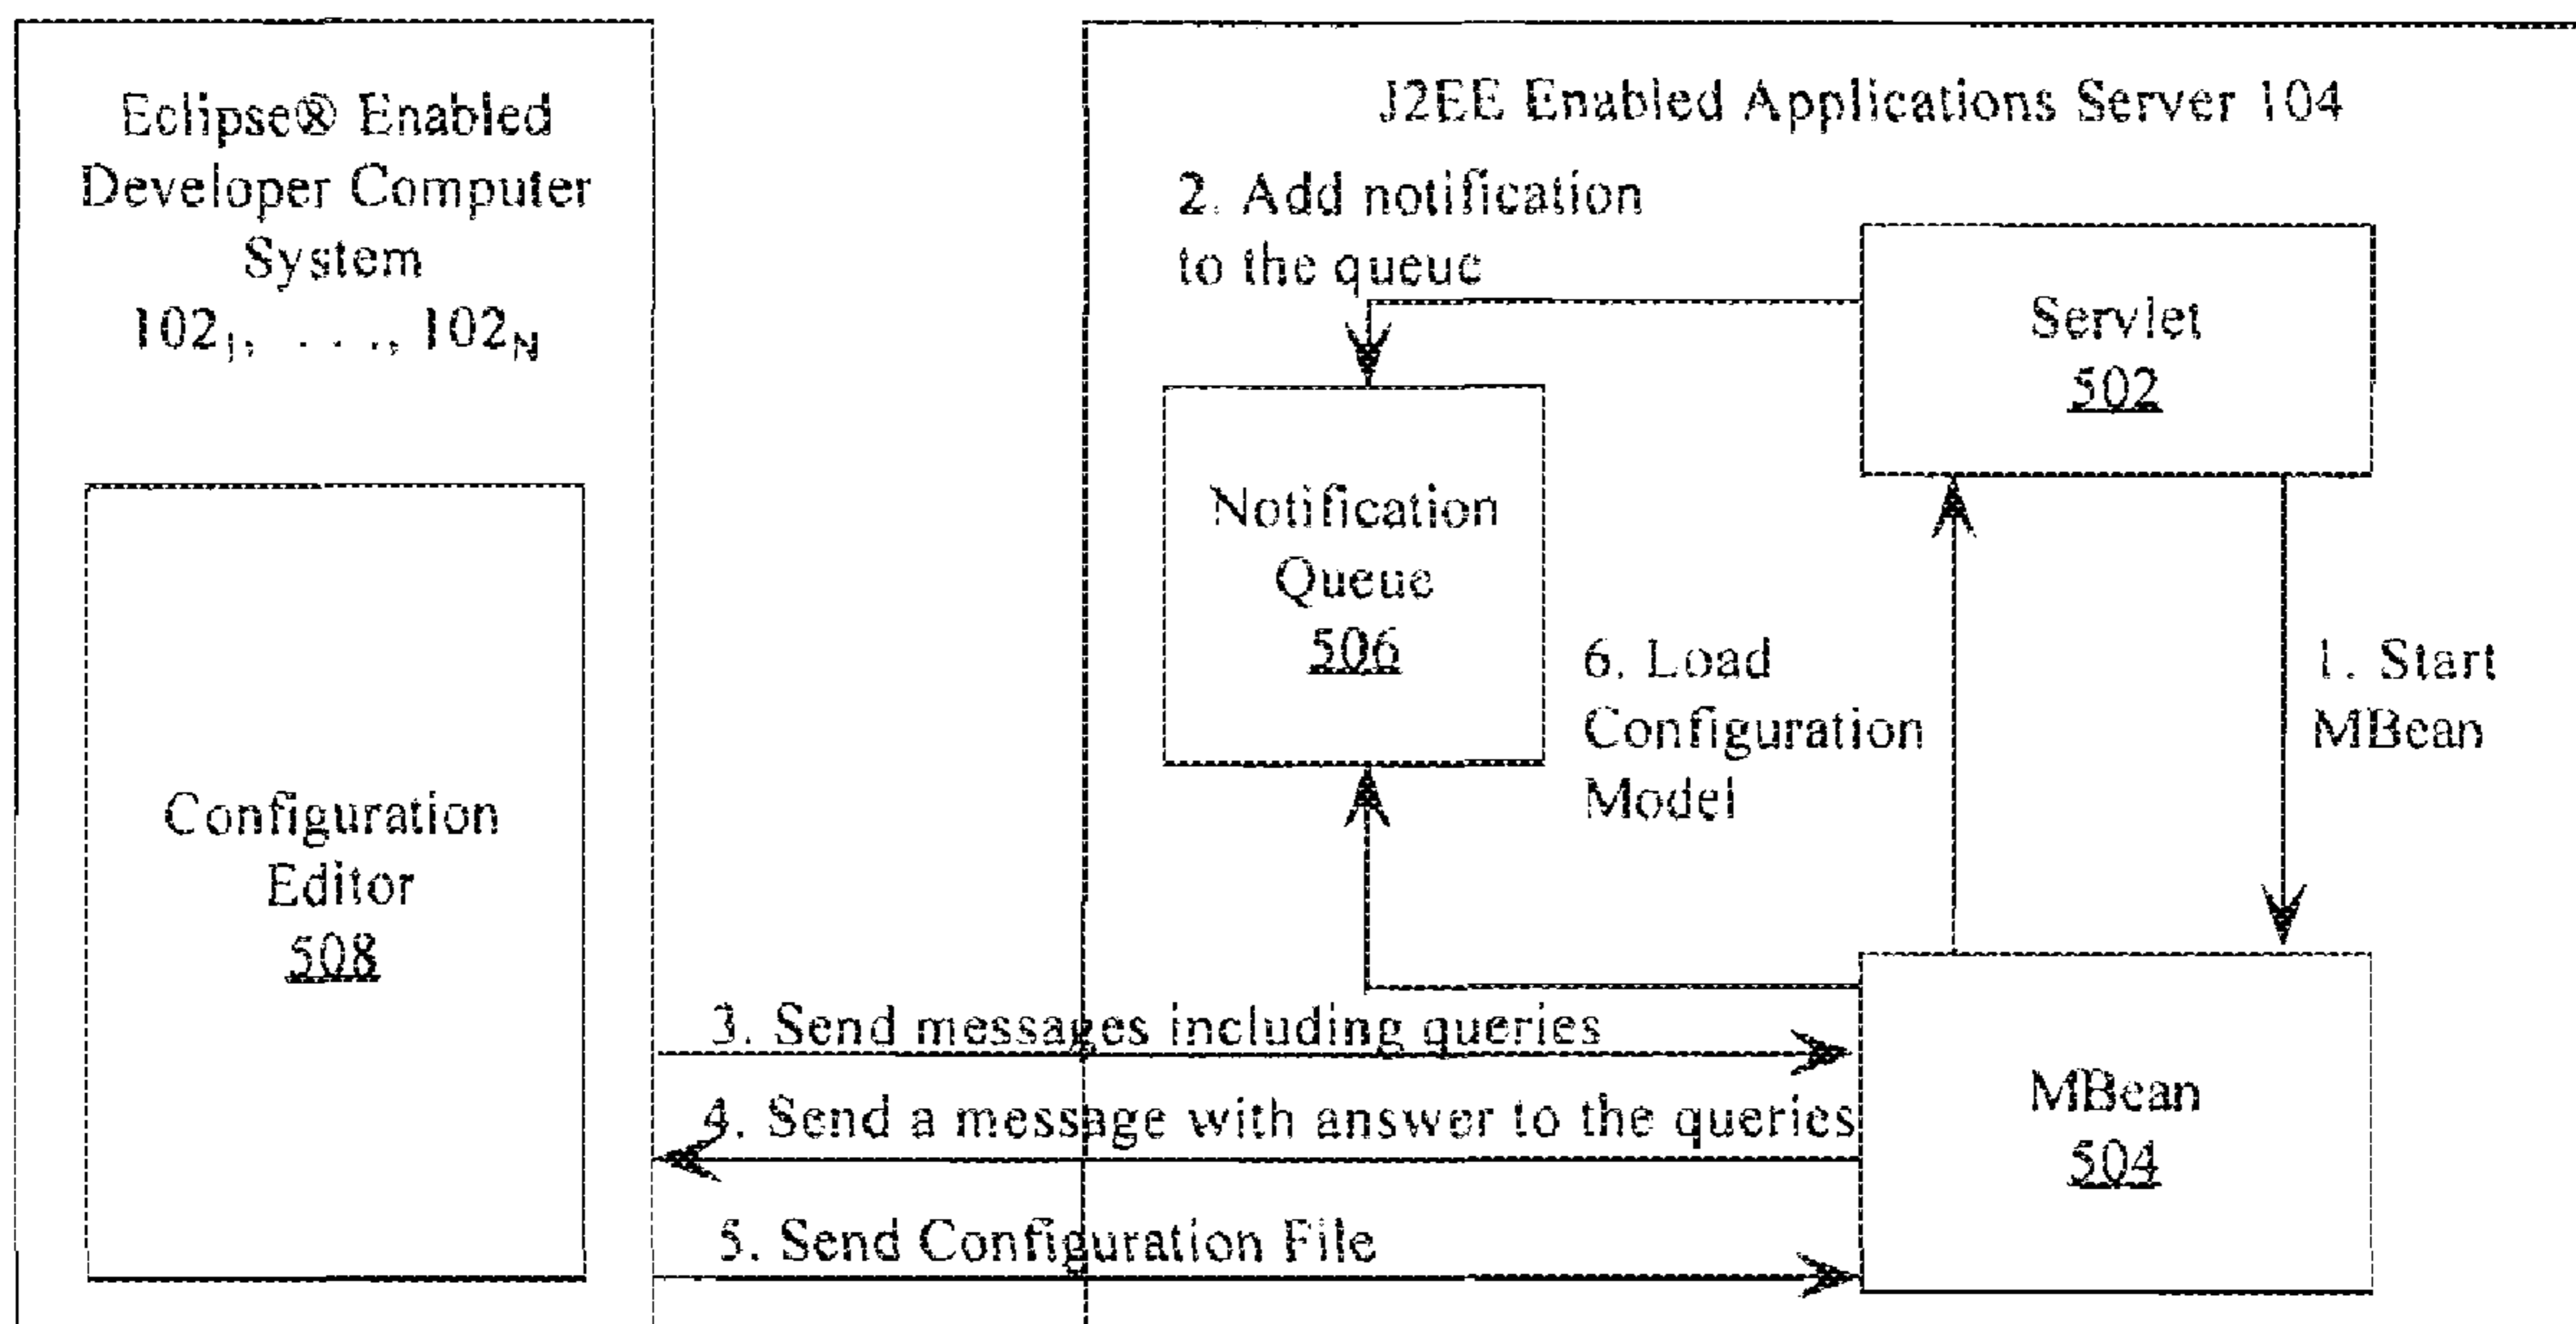 Eclipse® Enabled
Developer Computer
System
102₁, . . ., 102_N
Configuration
Editor
508
J2EE Enabled Applications Server 104
2. Add notification
to the queue
Servlet
502
Notification
Queue
506
6. Load
Configuration
Model
1. Start
MBean
3. Send messages including queries
4. Send a message with answer to the queries
5. Send Configuration File
MBean
504